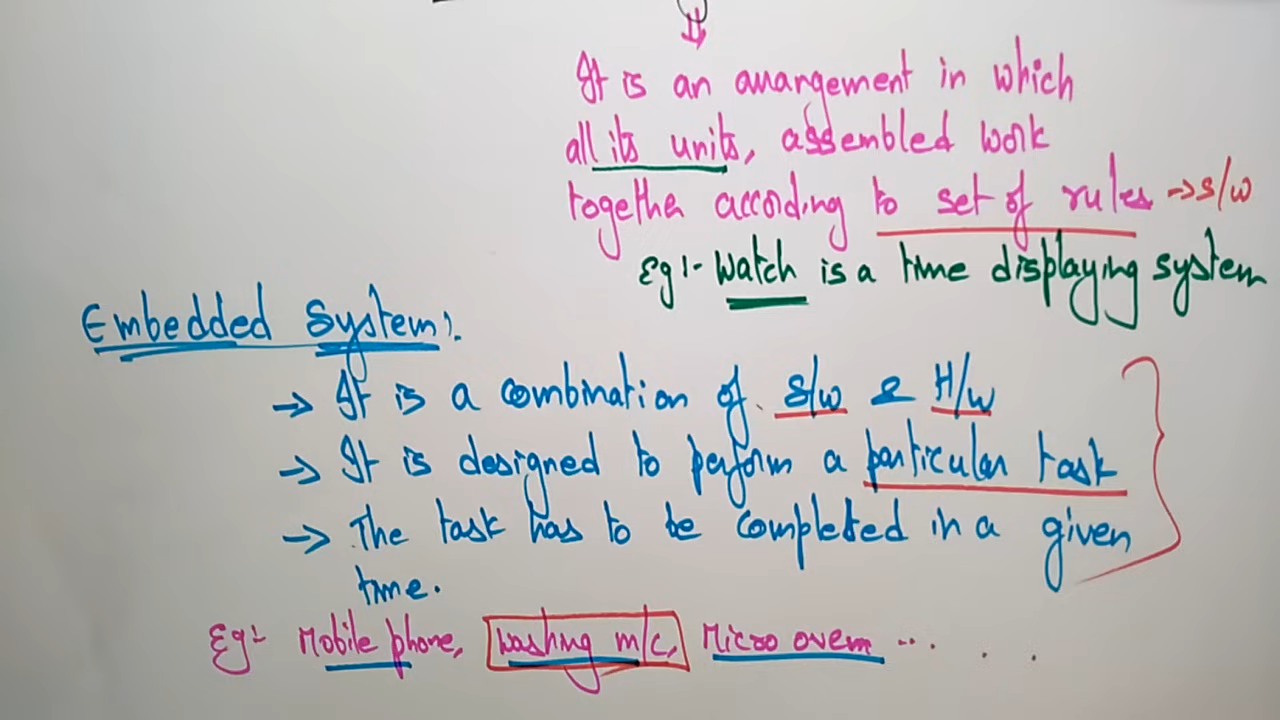 It is an arrangement in which
all its units, assembled work
together according to set of rules → S/W
Eg:- Watch is a time displaying system
Embedded System:
→ It is a combination of S/W & H/W
→ It is designed to perform a particular task
→ The task has to be completed in a given
time.
Eg:- Mobile phone, washing m/c, Micro oven .. . . .